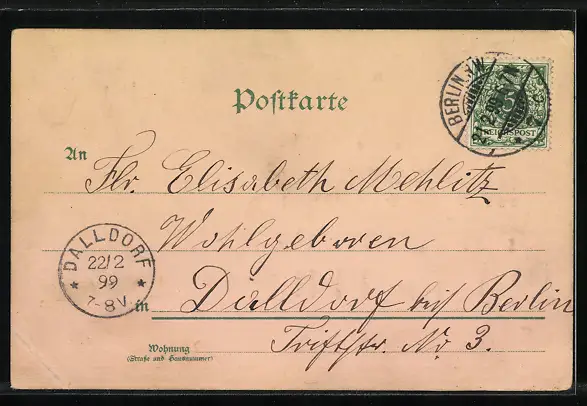 Postkarte
BERLIN S.W.
5
REICHSPOST
An
Flr. Elisabeth Mehlitz
Wohlgeboren
DALLDORF
22/2
99
7-8V.
in Dalldorf bei Berlin
Triftstr. No 3.
Wohnung
(Straße und Hausnummer)